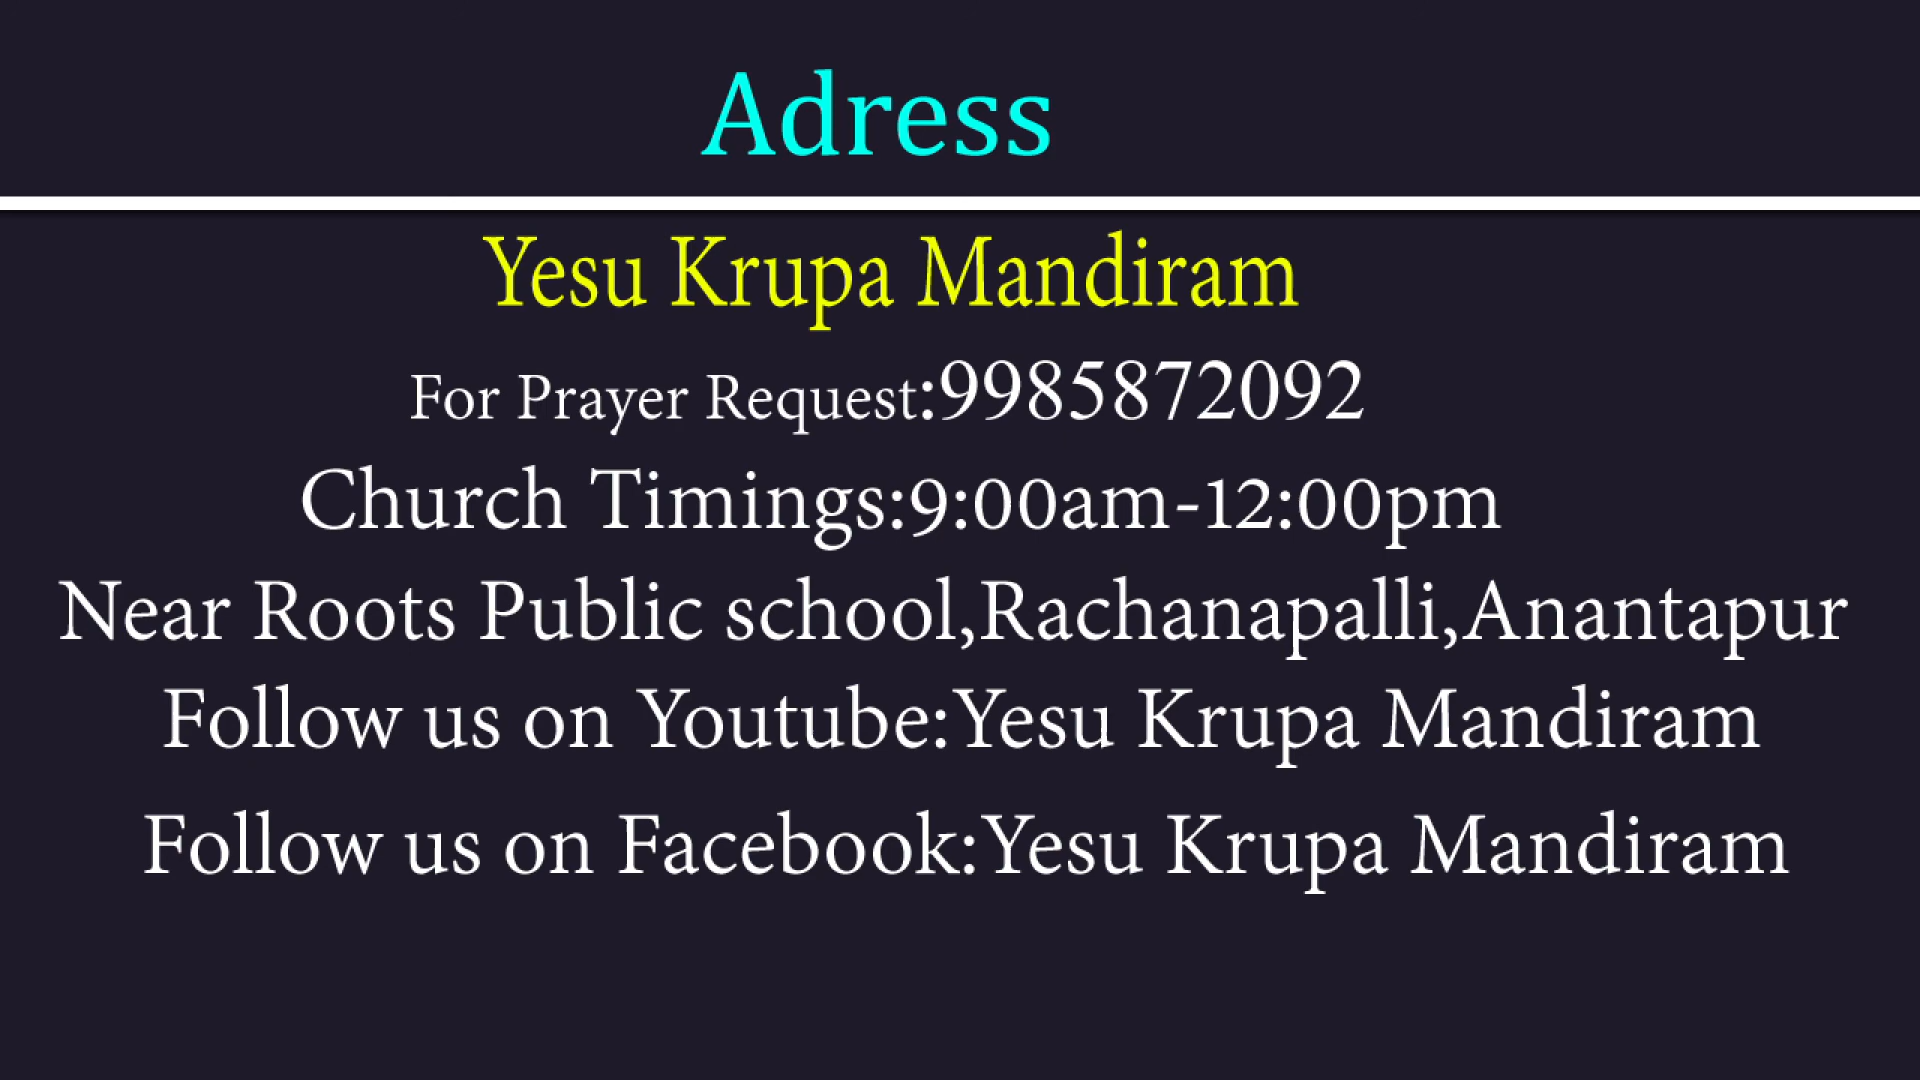 Adress
Yesu Krupa Mandiram
For Prayer Request:9985872092
Church Timings:9:00am-12:00pm
Near Roots Public school,Rachanapalli,Anantapur
Follow us on Youtube:Yesu Krupa Mandiram
Follow us on Facebook:Yesu Krupa Mandiram